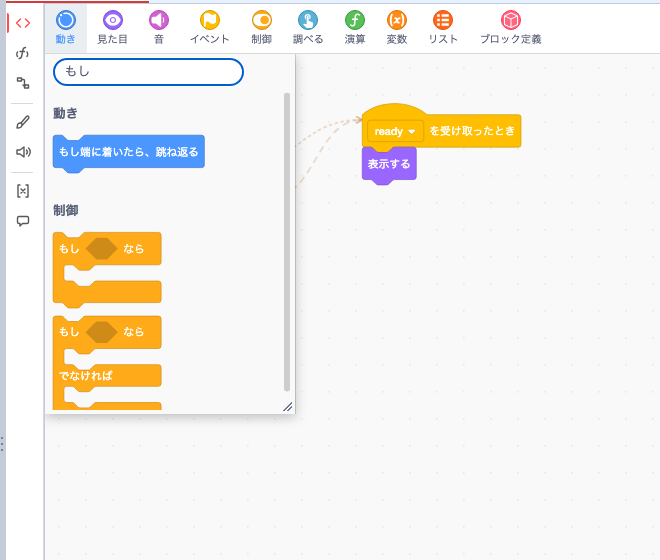 動き 見た目 音 イベント 制御 調べる 演算 変数 リスト ブロック定義
もし
動き
もし端に着いたら、跳ね返る
制御
もし なら
もし なら
でなければ
ready を受け取ったとき
表示する